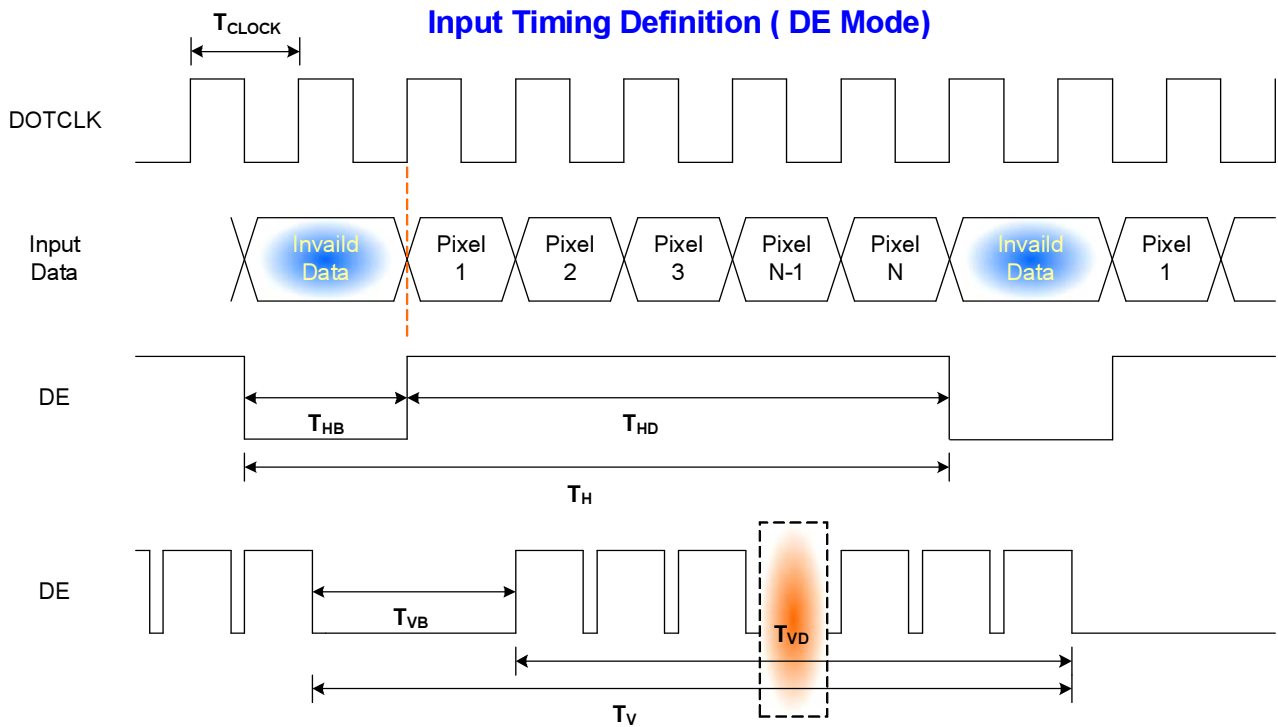 Input Timing Definition ( DE Mode)
TCLOCK
DOTCLK
Input
Data
Invaild
Data
Pixel
1
Pixel
2
Pixel
3
Pixel
N-1
Pixel
N
Invaild
Data
Pixel
1
DE
THB
THD
TH
DE
TVB
TVD
TV